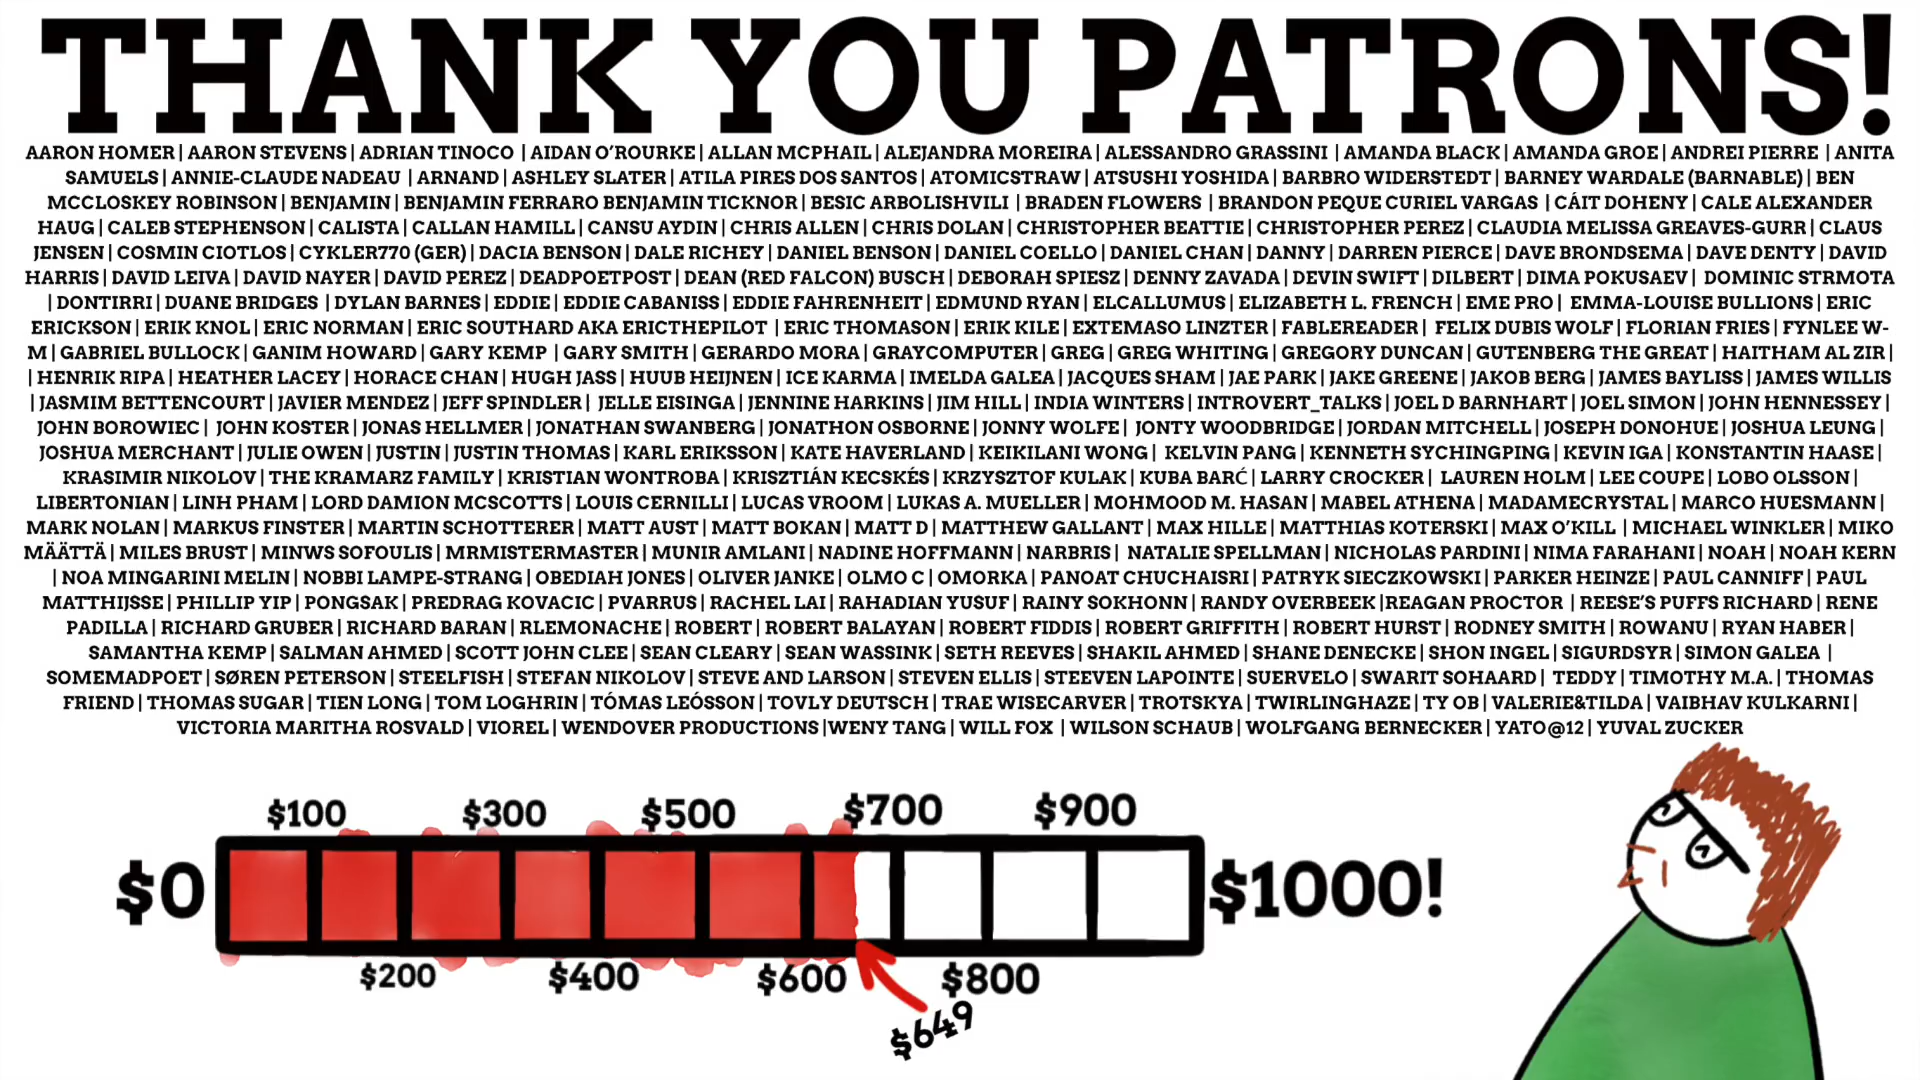 THANK YOU PATRONS!
AARON HOMER | AARON STEVENS | ADRIAN TINOCO | AIDAN O’ROURKE | ALLAN MCPHAIL | ALEJANDRA MOREIRA | ALESSANDRO GRASSINI | AMANDA BLACK | AMANDA GROE | ANDREI PIERRE | ANITA
SAMUELS | ANNIE-CLAUDE NADEAU | ARNAND | ASHLEY SLATER | ATILA PIRES DOS SANTOS | ATOMICSTRAW | ATSUSHI YOSHIDA | BARBRO WIDERSTEDT | BARNEY WARDALE (BARNABLE) | BEN
MCCLOSKEY ROBINSON | BENJAMIN | BENJAMIN FERRARO BENJAMIN TICKNOR | BESIC ARBOLISHVILI | BRADEN FLOWERS | BRANDON PEQUE CURIEL VARGAS | CÁIT DOHENY | CALE ALEXANDER
HAUG | CALEB STEPHENSON | CALISTA | CALLAN HAMILL | CANSU AYDIN | CHRIS ALLEN | CHRIS DOLAN | CHRISTOPHER BEATTIE | CHRISTOPHER PEREZ | CLAUDIA MELISSA GREAVES-GURR | CLAUS
JENSEN | COSMIN CIOTLOS | CYKLER770 (GER) | DACIA BENSON | DALE RICHEY | DANIEL BENSON | DANIEL COELLO | DANIEL CHAN | DANNY | DARREN PIERCE | DAVE BRONDSEMA | DAVE DENTY | DAVID
HARRIS | DAVID LEIVA | DAVID NAYER | DAVID PEREZ | DEADPOETPOST | DEAN (RED FALCON) BUSCH | DEBORAH SPIESZ | DENNY ZAVADA | DEVIN SWIFT | DILBERT | DIMA POKUSAEV | DOMINIC STRMOTA
| DONTIRRI | DUANE BRIDGES | DYLAN BARNES | EDDIE | EDDIE CABANISS | EDDIE FAHRENHEIT | EDMUND RYAN | ELCALLUMUS | ELIZABETH L. FRENCH | EME PRO | EMMA-LOUISE BULLIONS | ERIC
ERICKSON | ERIK KNOL | ERIC NORMAN | ERIC SOUTHARD AKA ERICTHEPILOT | ERIC THOMASON | ERIK KILE | EXTEMASO LINZTER | FABLEREADER | FELIX DUBIS WOLF | FLORIAN FRIES | FYNLEE W-
M | GABRIEL BULLOCK | GANIM HOWARD | GARY KEMP | GARY SMITH | GERARDO MORA | GRAYCOMPUTER | GREG | GREG WHITING | GREGORY DUNCAN | GUTENBERG THE GREAT | HAITHAM AL ZIR |
| HENRIK RIPA | HEATHER LACEY | HORACE CHAN | HUGH JASS | HUUB HEIJNEN | ICE KARMA | IMELDA GALEA | JACQUES SHAM | JAE PARK | JAKE GREENE | JAKOB BERG | JAMES BAYLISS | JAMES WILLIS
| JASMIM BETTENCOURT | JAVIER MENDEZ | JEFF SPINDLER | JELLE EISINGA | JENNINE HARKINS | JIM HILL | INDIA WINTERS | INTROVERT_TALKS | JOEL D BARNHART | JOEL SIMON | JOHN HENNESSEY |
JOHN BOROWIEC | JOHN KOSTER | JONAS HELLMER | JONATHAN SWANBERG | JONATHON OSBORNE | JONNY WOLFE | JONTY WOODBRIDGE | JORDAN MITCHELL | JOSEPH DONOHUE | JOSHUA LEUNG |
JOSHUA MERCHANT | JULIE OWEN | JUSTIN | JUSTIN THOMAS | KARL ERIKSSON | KATE HAVERLAND | KEIKILANI WONG | KELVIN PANG | KENNETH SYCHINGPING | KEVIN IGA | KONSTANTIN HAASE |
KRASIMIR NIKOLOV | THE KRAMARZ FAMILY | KRISTIAN WONTROBA | KRISZTIÁN KECSKÉS | KRZYSZTOF KULAK | KUBA BARĆ | LARRY CROCKER | LAUREN HOLM | LEE COUPE | LOBO OLSSON |
LIBERTONIAN | LINH PHAM | LORD DAMION MCSCOTTS | LOUIS CERNILLI | LUCAS VROOM | LUKAS A. MUELLER | MOHMOOD M. HASAN | MABEL ATHENA | MADAMECRYSTAL | MARCO HUESMANN |
MARK NOLAN | MARKUS FINSTER | MARTIN SCHOTTERER | MATT AUST | MATT BOKAN | MATT D | MATTHEW GALLANT | MAX HILLE | MATTHIAS KOTERSKI | MAX O’KILL | MICHAEL WINKLER | MIKO
MÄÄTTÄ | MILES BRUST | MINWS SOFOULIS | MRMISTERMASTER | MUNIR AMLANI | NADINE HOFFMANN | NARBRIS | NATALIE SPELLMAN | NICHOLAS PARDINI | NIMA FARAHANI | NOAH | NOAH KERN
| NOA MINGARINI MELIN | NOBBI LAMPE-STRANG | OBEDIAH JONES | OLIVER JANKE | OLMO C | OMORKA | PANOAT CHUCHAISRI | PATRYK SIECZKOWSKI | PARKER HEINZE | PAUL CANNIFF | PAUL
MATTHIJSSE | PHILLIP YIP | PONGSAK | PREDRAG KOVACIC | PVARRUS | RACHEL LAI | RAHADIAN YUSUF | RAINY SOKHONN | RANDY OVERBEEK |REAGAN PROCTOR | REESE’S PUFFS RICHARD | RENE
PADILLA | RICHARD GRUBER | RICHARD BARAN | RLEMONACHE | ROBERT | ROBERT BALAYAN | ROBERT FIDDIS | ROBERT GRIFFITH | ROBERT HURST | RODNEY SMITH | ROWANU | RYAN HABER |
SAMANTHA KEMP | SALMAN AHMED | SCOTT JOHN CLEE | SEAN CLEARY | SEAN WASSINK | SETH REEVES | SHAKIL AHMED | SHANE DENECKE | SHON INGEL | SIGURDSYR | SIMON GALEA |
SOMEMADPOET | SØREN PETERSON | STEELFISH | STEFAN NIKOLOV | STEVE AND LARSON | STEVEN ELLIS | STEEVEN LAPOINTE | SUERVELO | SWARIT SOHAARD | TEDDY | TIMOTHY M.A. | THOMAS
FRIEND | THOMAS SUGAR | TIEN LONG | TOM LOGHRIN | TÓMAS LEÓSSON | TOVLY DEUTSCH | TRAE WISECARVER | TROTSKYA | TWIRLINGHAZE | TY OB | VALERIE&TILDA | VAIBHAV KULKARNI |
VICTORIA MARITHA ROSVALD | VIOREL | WENDOVER PRODUCTIONS |WENY TANG | WILL FOX | WILSON SCHAUB | WOLFGANG BERNECKER | YATO@12 | YUVAL ZUCKER
$100 $300 $500 $700 $900
$0 $1000!
$200 $400 $600 $800
$649